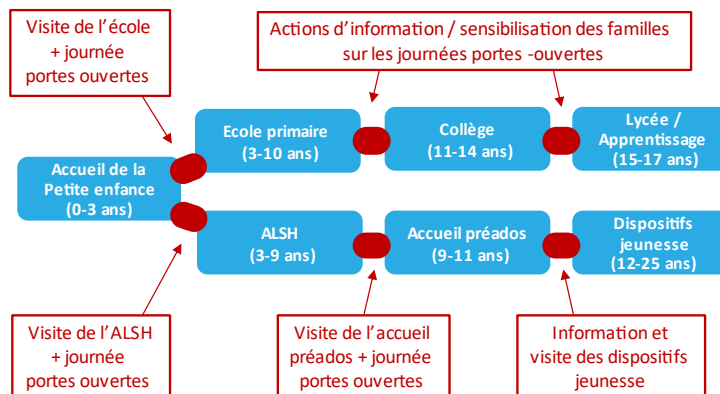 Visite de l'école
+ journée
portes ouvertes
Actions d'information / sensibilisation des familles
sur les journées portes -ouvertes
Ecole primaire
(3-10 ans)
Collège
(11-14 ans)
Lycée /
Apprentissage
(15-17 ans)
Accueil de la
Petite enfance
(0-3 ans)
ALSH
(3-9 ans)
Accueil préados
(9-11 ans)
Dispositifs
jeunesse
(12-25 ans)
Visite de l'ALSH
+ journée
portes ouvertes
Visite de l'accueil
préados + journée
portes ouvertes
Information et
visite des dispositifs
jeunesse